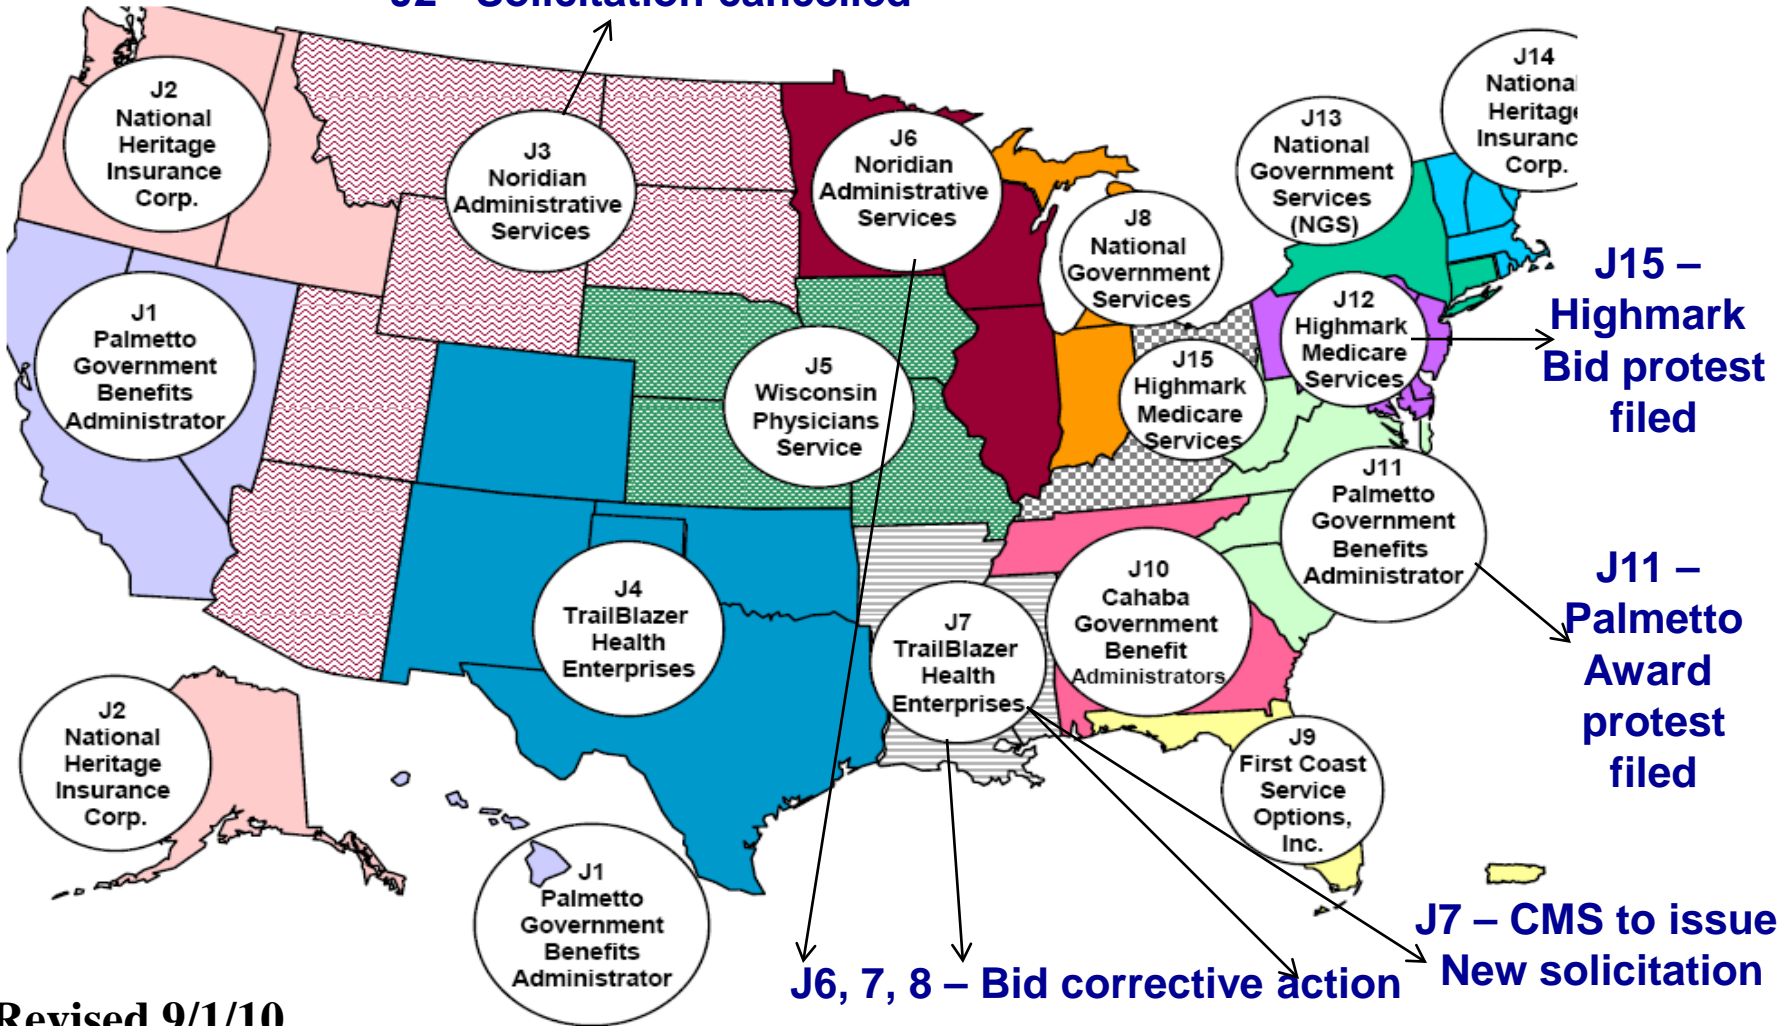 J2 - Solicitation cancelled
J2
National
Heritage
Insurance
Corp.
J3
Noridian
Administrative
Services
J6
Noridian
Administrative
Services
J8
National
Government
Services
J13
National
Government
Services
(NGS)
J14
National
Heritage
Insuranc
Corp.
J1
Palmetto
Government
Benefits
Administrator
J5
Wisconsin
Physicians
Service
J15
Highmark
Medicare
Services
J12
Highmark
Medicare
Services
J15 –
Highmark
Bid protest
filed
J11
Palmetto
Government
Benefits
Administrator
J11 –
Palmetto
Award
protest
filed
J4
TrailBlazer
Health
Enterprises
J7
TrailBlazer
Health
Enterprises
J10
Cahaba
Government
Benefit
Administrators
J9
First Coast
Service
Options,
Inc.
J2
National
Heritage
Insurance
Corp.
J1
Palmetto
Government
Benefits
Administrator
J6, 7, 8 – Bid corrective action
J7 – CMS to issue
New solicitation
Revised 9/1/10